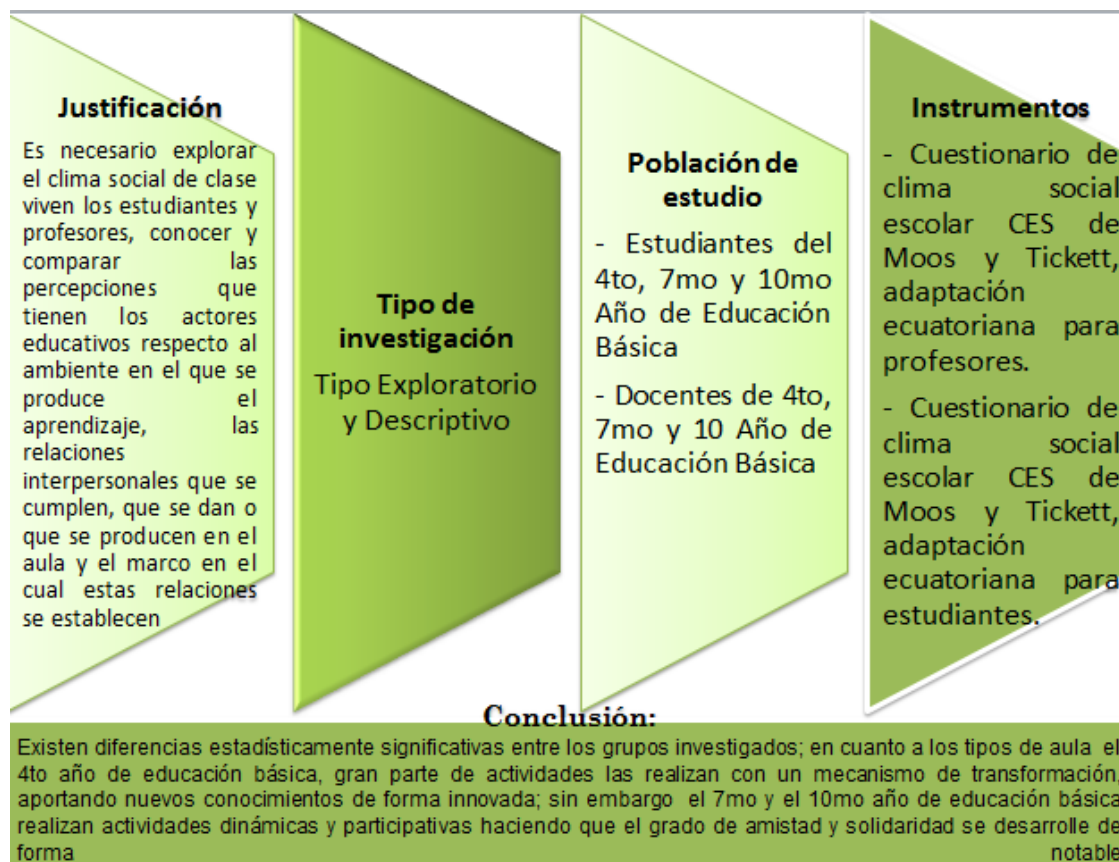 Justificación
Es necesario explorar
el clima social de clase
viven los estudiantes y
profesores, conocer y
comparar las
percepciones que
tienen los actores
educativos respecto al
ambiente en el que se
produce el
aprendizaje, las
relaciones
interpersonales que se
cumplen, que se dan o
que se producen en el
aula y el marco en el
cual estas relaciones
se establecen
Tipo de
investigación
Tipo Exploratorio
y Descriptivo
Población de
estudio
- Estudiantes del
4to, 7mo y 10mo
Año de Educación
Básica
- Docentes de 4to,
7mo y 10 Año de
Educación Básica
Instrumentos
- Cuestionario de
clima social
escolar CES de
Moos y Tickett,
adaptación
ecuatoriana para
profesores.
- Cuestionario de
clima social
escolar CES de
Moos y Tickett,
adaptación
ecuatoriana para
estudiantes.
Conclusión:
Existen diferencias estadísticamente significativas entre los grupos investigados; en cuanto a los tipos de aula el
4to año de educación básica, gran parte de actividades las realizan con un mecanismo de transformación,
aportando nuevos conocimientos de forma innovada; sin embargo el 7mo y el 10mo año de educación básica
realizan actividades dinámicas y participativas haciendo que el grado de amistad y solidaridad se desarrolle de
forma notable